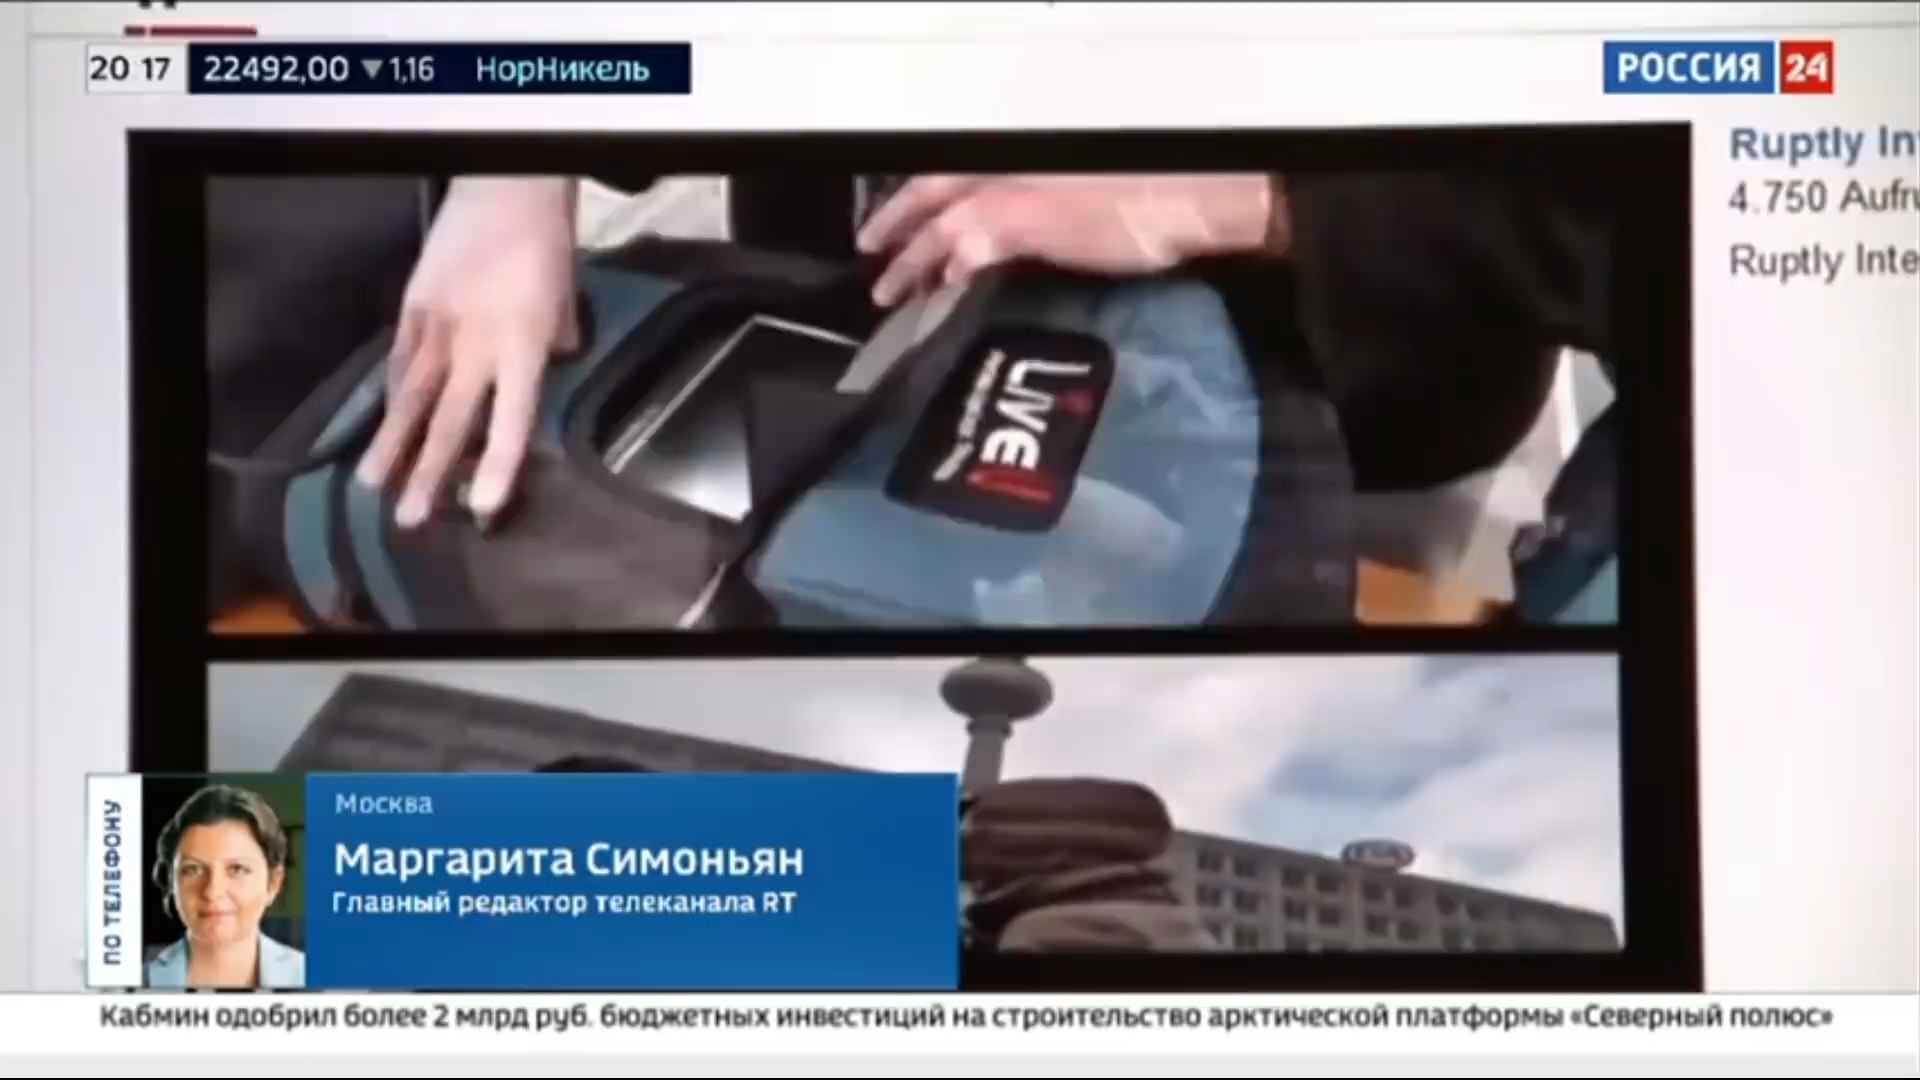 20 17
22492,00 ▼1,16 НорНикель
РОССИЯ 24
Ruptly In
4.750 Aufru
Ruptly Inte
LiveU
ПО ТЕЛЕФОНУ
Москва
Маргарита Симоньян
Главный редактор телеканала RT
Кабмин одобрил более 2 млрд руб. бюджетных инвестиций на строительство арктической платформы «Северный полюс»